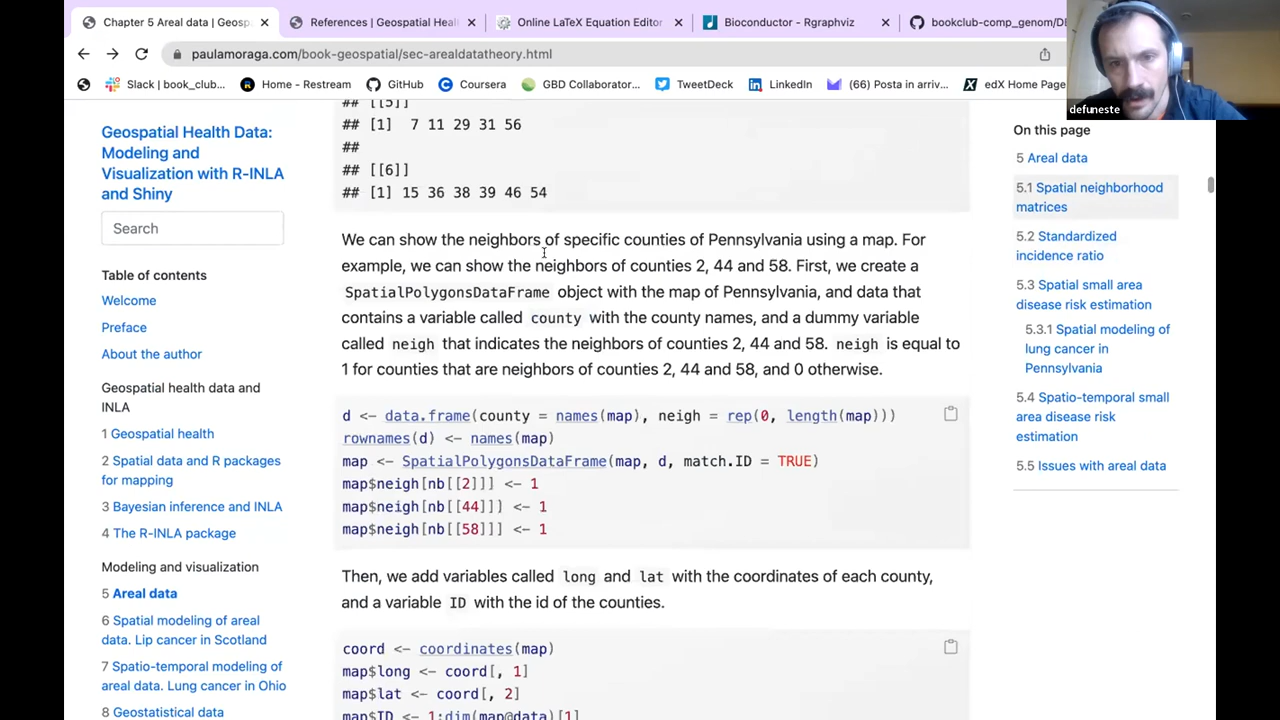 Chapter 5 Areal data | Geosp
References | Geospatial Heal
Online LaTeX Equation Editor
Bioconductor - Rgraphviz
bookclub-comp_genom/DE
paulamoraga.com/book-geospatial/sec-arealdatatheory.html
Slack | book_club...
Home - Restream
GitHub
Coursera
GBD Collaborator...
TweetDeck
LinkedIn
(66) Posta in arriv...
edX Home Page
defuneste
Geospatial Health Data:
Modeling and
Visualization with R-INLA
and Shiny
Search
Table of contents
Welcome
Preface
About the author
Geospatial health data and
INLA
1 Geospatial health
2 Spatial data and R packages
for mapping
3 Bayesian inference and INLA
4 The R-INLA package
Modeling and visualization
5 Areal data
6 Spatial modeling of areal
data. Lip cancer in Scotland
7 Spatio-temporal modeling of
areal data. Lung cancer in Ohio
8 Geostatistical data
## [[5]]
## [1] 7 11 29 31 56
##
## [[6]]
## [1] 15 36 38 39 46 54
We can show the neighbors of specific counties of Pennsylvania using a map. For
example, we can show the neighbors of counties 2, 44 and 58. First, we create a
SpatialPolygonsDataFrame object with the map of Pennsylvania, and data that
contains a variable called county with the county names, and a dummy variable
called neigh that indicates the neighbors of counties 2, 44 and 58. neigh is equal to
1 for counties that are neighbors of counties 2, 44 and 58, and 0 otherwise.
d <- data.frame(county = names(map), neigh = rep(0, length(map)))
rownames(d) <- names(map)
map <- SpatialPolygonsDataFrame(map, d, match.ID = TRUE)
map$neigh[nb[[2]]] <- 1
map$neigh[nb[[44]]] <- 1
map$neigh[nb[[58]]] <- 1
Then, we add variables called long and lat with the coordinates of each county,
and a variable ID with the id of the counties.
coord <- coordinates(map)
map$long <- coord[, 1]
map$lat <- coord[, 2]
map$ID <- 1:dim(map@data)[1]
On this page
5 Areal data
5.1 Spatial neighborhood
matrices
5.2 Standardized
incidence ratio
5.3 Spatial small area
disease risk estimation
5.3.1 Spatial modeling of
lung cancer in
Pennsylvania
5.4 Spatio-temporal small
area disease risk
estimation
5.5 Issues with areal data